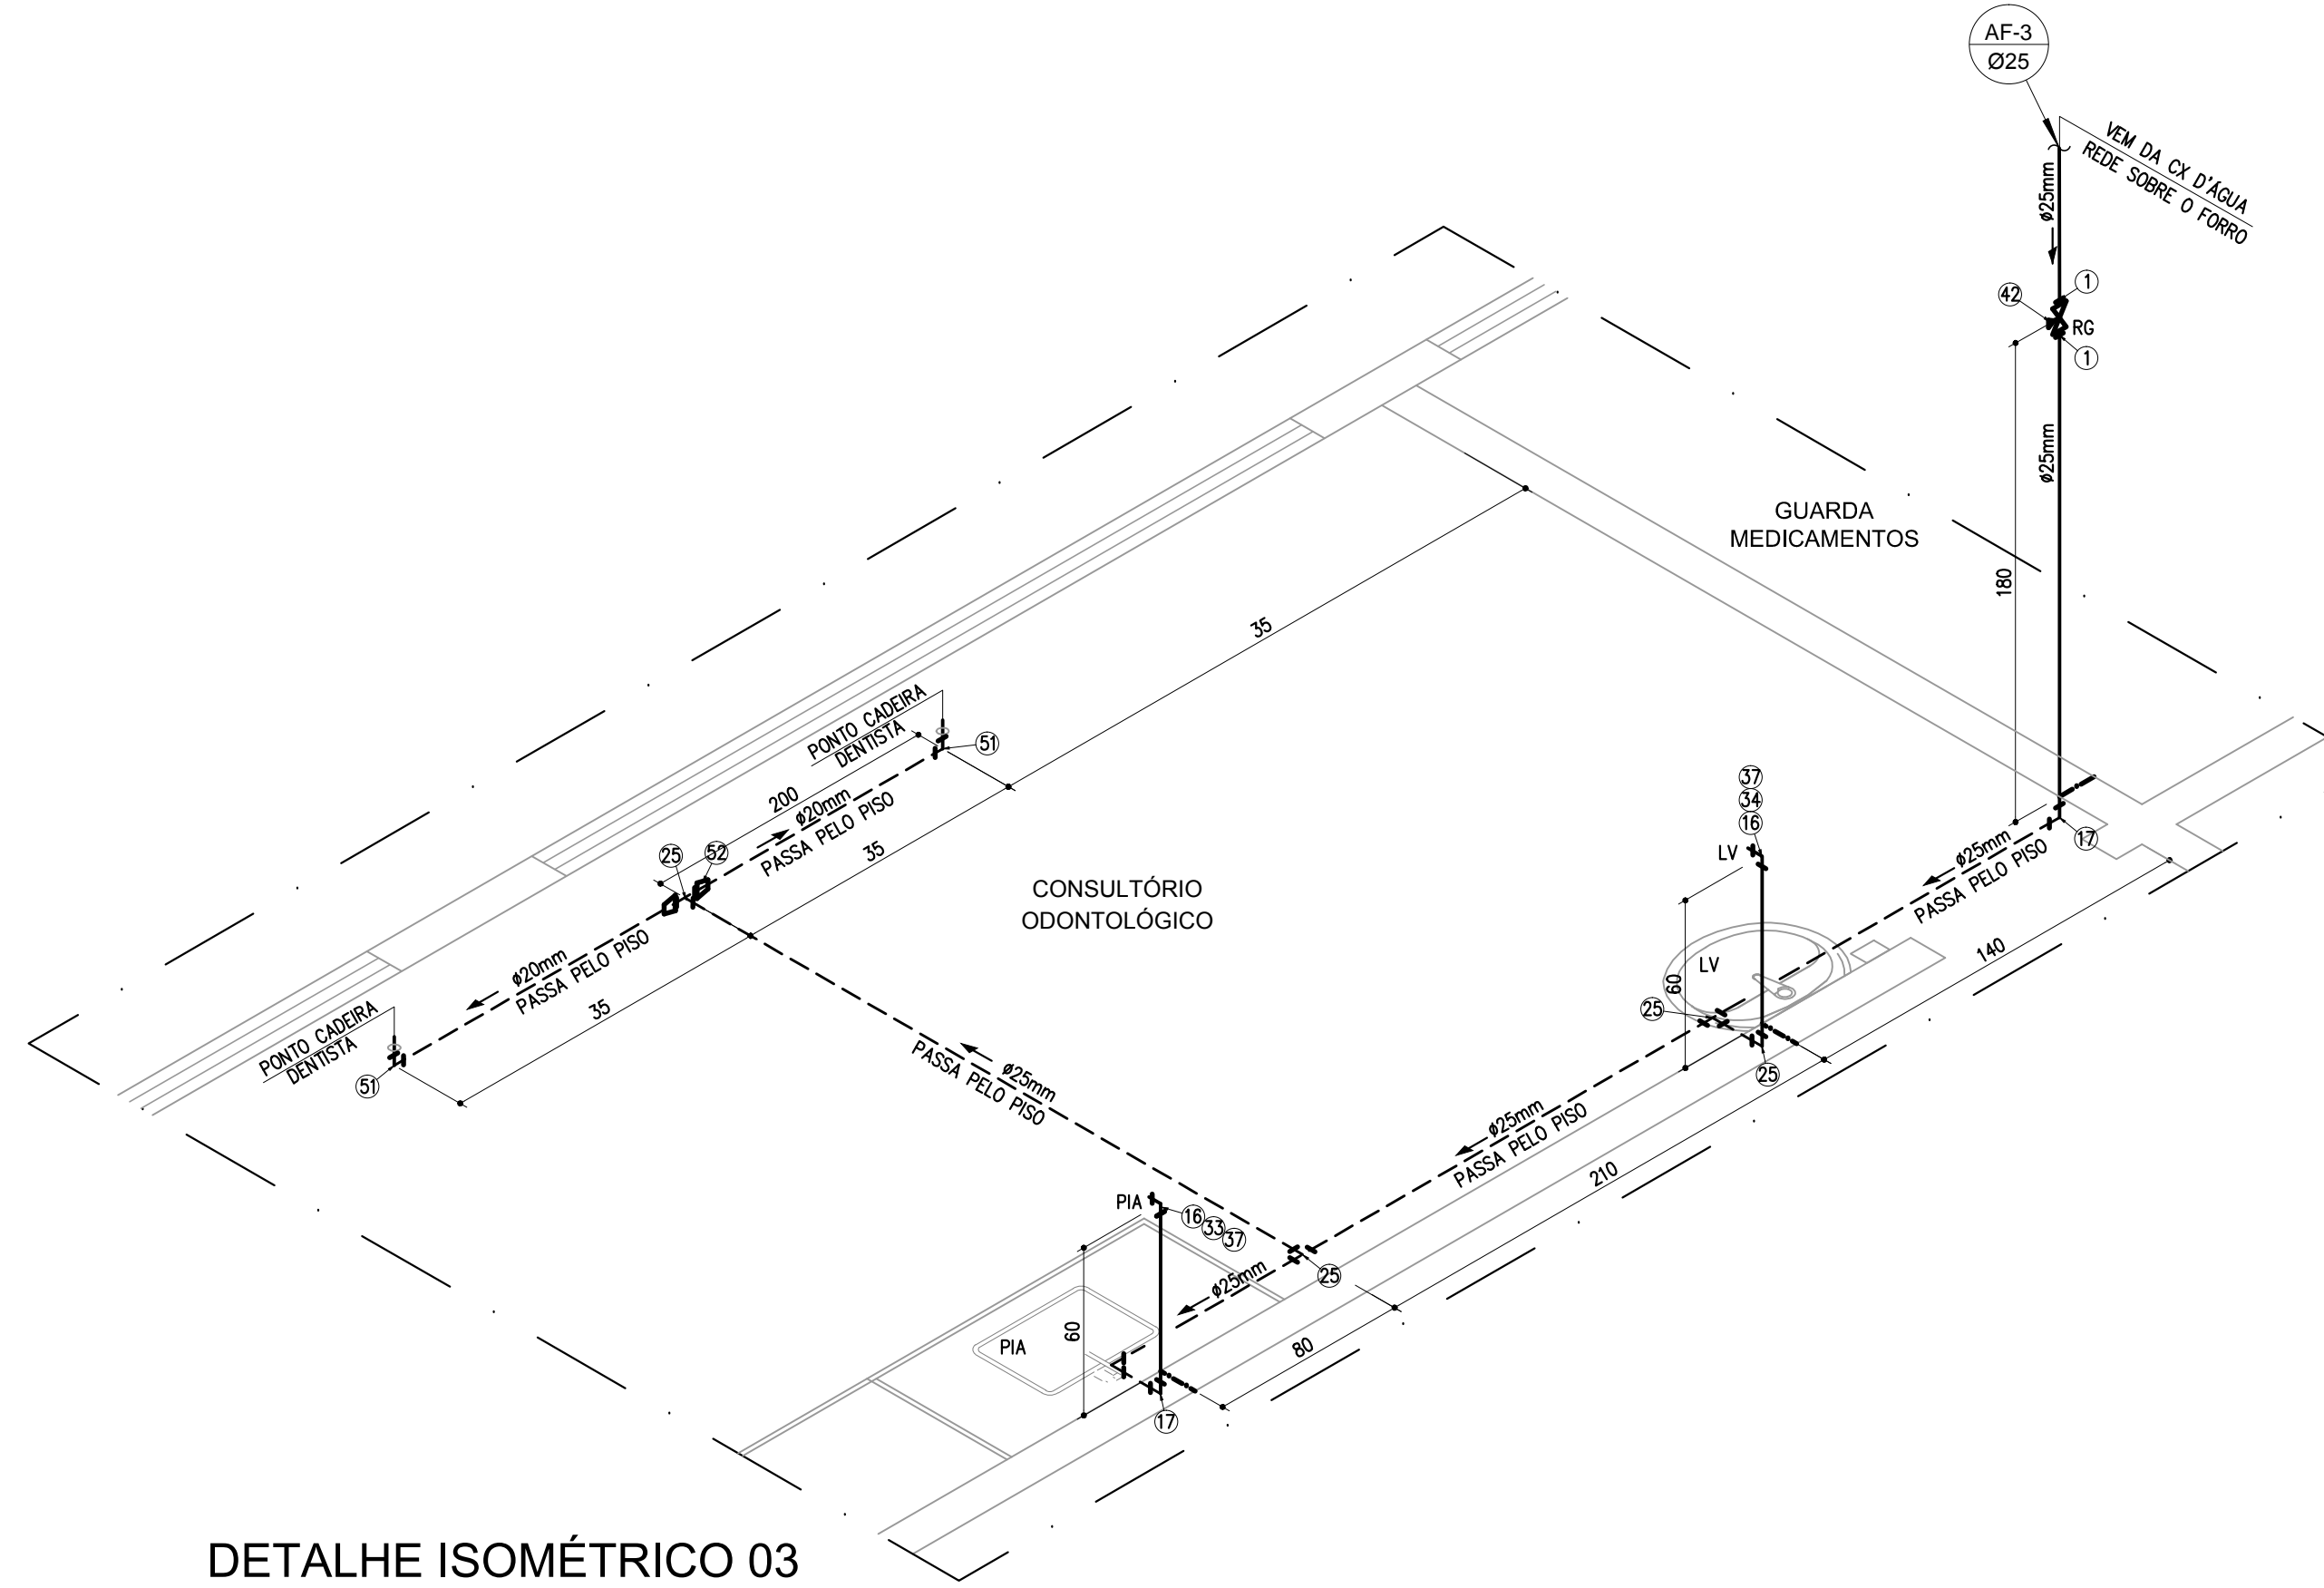 AF-3
Ø25
VEM DA CX D'ÁGUA
REDE SOBRE O FORRO
ø25mm
1
42
RG
1
ø25mm
GUARDA
MEDICAMENTOS
180
35
PONTO CADEIRA
DENTISTA
51
200
ø20mm
PASSA PELO PISO
37
34
16
LV
17
ø25mm
PASSA PELO PISO
25
52
35
CONSULTÓRIO
ODONTOLÓGICO
140
LV
60
25
ø20mm
PASSA PELO PISO
35
PONTO CADEIRA
DENTISTA
51
25
ø25mm
PASSA PELO PISO
ø25mm
PASSA PELO PISO
210
PIA
16
33
37
25
ø25mm
60
PIA
80
17
DETALHE ISOMÉTRICO 03